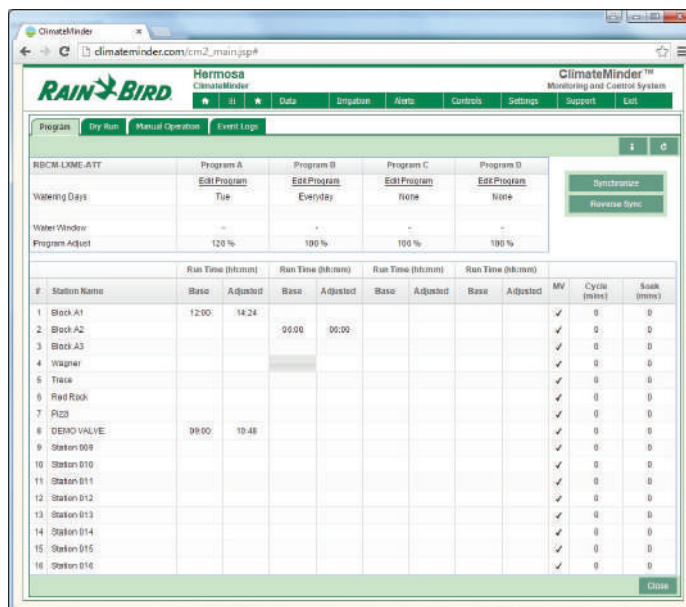 ClimateMinder
climateminder.com/cm2_main.jsp#
RAIN BIRD.
Hermosa
ClimateMinder
ClimateMinder™
Monitoring and Control System
Data Irrigation Alerts Controls Settings Support Exit
Program Dry Run Manual Operation Event Logs
RBCM-LXME-ATT Program A Program B Program C Program D
Edit Program Edit Program Edit Program Edit Program
Watering Days Tue Everyday None None
Synchronize
Reverse Sync
Water Window - - - -
Program Adjust 120 % 100 % 100 % 100 %
Run Time (hh:mm) Run Time (hh:mm) Run Time (hh:mm) Run Time (hh:mm)
# Station Name Base Adjusted Base Adjusted Base Adjusted Base Adjusted MV Cycle (mins) Soak (mins)
1 Block A1 12:00 14:24 ✓ 0 0
2 Block A2 06:00 06:00 ✓ 0 0
3 Block A3 ✓ 0 0
4 Wagner ✓ 0 0
5 Trace ✓ 0 0
6 Red Rock ✓ 0 0
7 Pizzi ✓ 0 0
8 DEMO VALVE 09:00 10:48 ✓ 0 0
9 Station 009 ✓ 0 0
10 Station 010 ✓ 0 0
11 Station 011 ✓ 0 0
12 Station 012 ✓ 0 0
13 Station 013 ✓ 0 0
14 Station 014 ✓ 0 0
15 Station 015 ✓ 0 0
16 Station 016 ✓ 0 0
Close